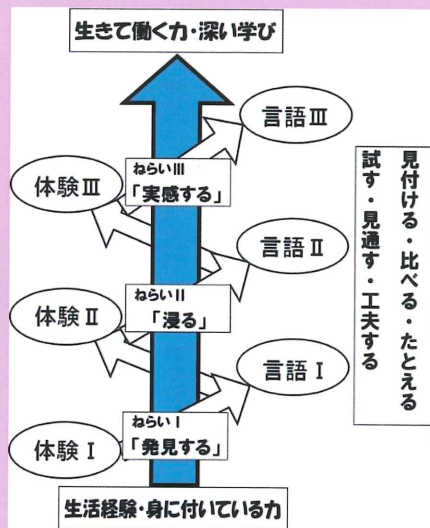 生きて働く力・深い学び
言語Ⅲ
ねらいⅢ
「実感する」
体験Ⅲ
言語Ⅱ
ねらいⅡ
「浸る」
体験Ⅱ
言語Ⅰ
ねらいⅠ
「発見する」
体験Ⅰ
生活経験・身に付いている力
見付ける・比べる・たとえる
試す・見通す・工夫する